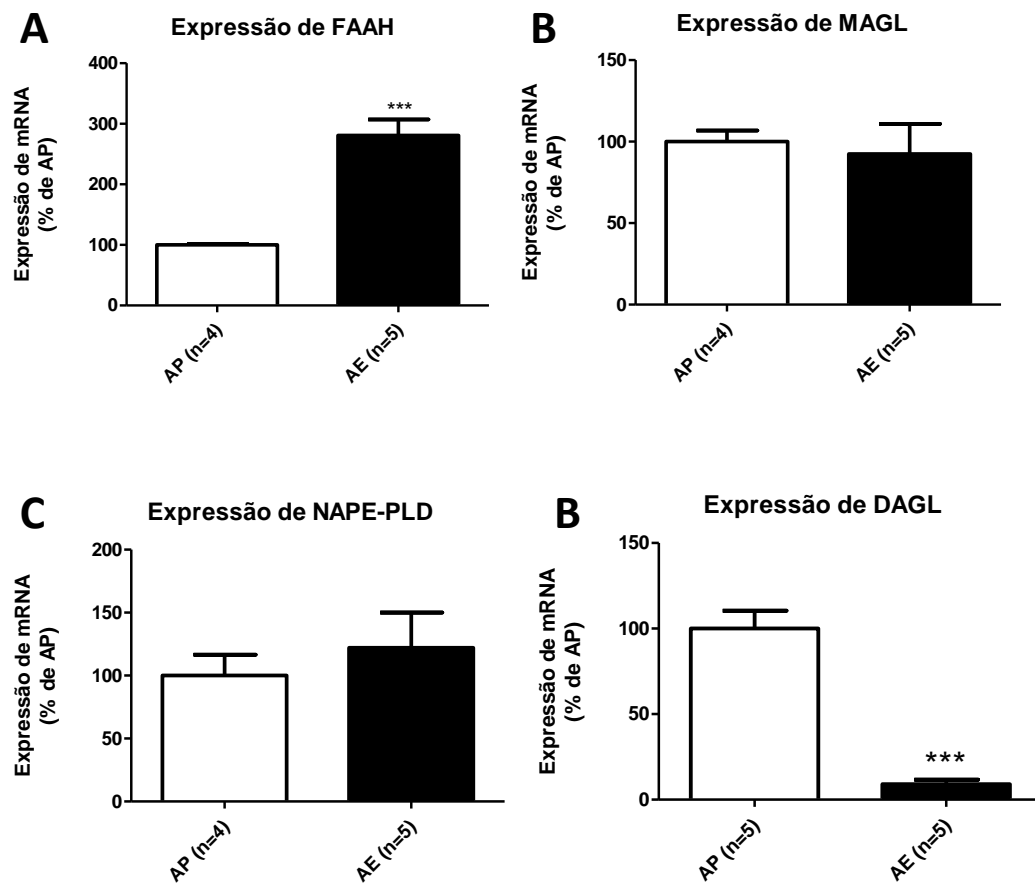 A
Expressão de FAAH
Expressão de mRNA
(% de AP)
400
300
200
100
0
***
AP (n=4)
AE (n=5)
B
Expressão de MAGL
Expressão de mRNA
(% de AP)
150
100
50
0
AP (n=4)
AE (n=5)
C
Expressão de NAPE-PLD
Expressão de mRNA
(% de AP)
200
150
100
50
0
AP (n=4)
AE (n=5)
B
Expressão de DAGL
Expressão de mRNA
(% de AP)
150
100
50
0
***
AP (n=5)
AE (n=5)